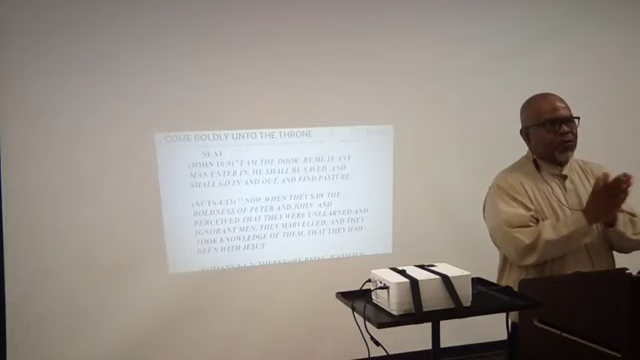 COME BOLDLY UNTO THE THRONE
SEAT
(JOHN 10:9) "I AM THE DOOR: BY ME IF ANY
MAN ENTER IN, HE SHALL BE SAVED, AND
SHALL GO IN AND OUT, AND FIND PASTURE.
(ACTS 4:13) "NOW WHEN THEY SAW THE
BOLDNESS OF PETER AND JOHN, AND
PERCEIVED THAT THEY WERE UNLEARNED AND
IGNORANT MEN, THEY MARVELLED; AND THEY
TOOK KNOWLEDGE OF THEM, THAT THEY HAD
BEEN WITH JESUS